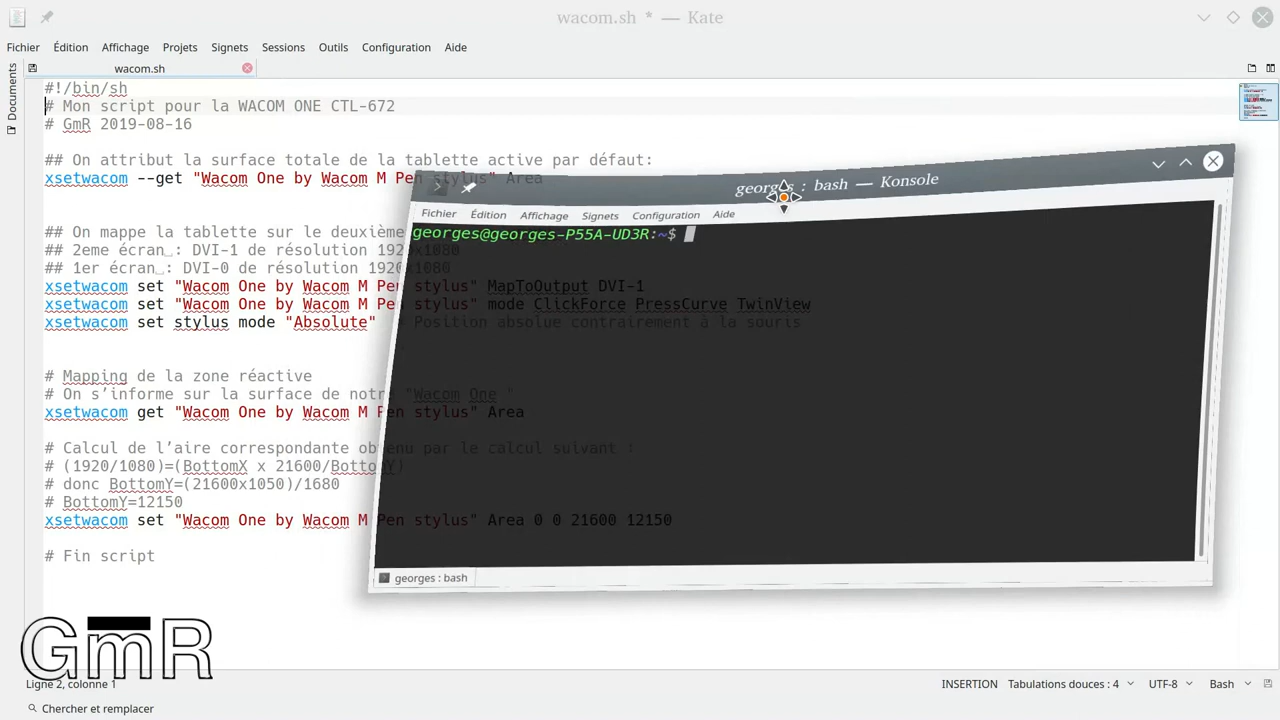 wacom.sh * — Kate
Fichier Édition Affichage Projets Signets Sessions Outils Configuration Aide
wacom.sh
Documents
#!/bin/sh
# Mon script pour la WACOM ONE CTL-672
# GmR 2019-08-16
## On attribut la surface totale de la tablette active par défaut:
xsetwacom --get "Wacom One by Wacom M Pen stylus" Area
## On mappe la tablette sur le deuxième
## 2eme écran : DVI-1 de résolution 1920x1080
## 1er écran : DVI-0 de résolution 1920x1080
xsetwacom set "Wacom One by Wacom M Pen stylus" MapToOutput DVI-1
xsetwacom set "Wacom One by Wacom M Pen stylus" mode ClickForce PressCurve TwinView
xsetwacom set stylus mode "Absolute" # Position absolue contrairement à la souris
# Mapping de la zone réactive
# On s’informe sur la surface de notre "Wacom One "
xsetwacom get "Wacom One by Wacom M Pen stylus" Area
# Calcul de l’aire correspondante obtenu par le calcul suivant :
# (1920/1080)=(BottomX x 21600/BottomY)
# donc BottomY=(21600x1050)/1680
# BottomY=12150
xsetwacom set "Wacom One by Wacom M Pen stylus" Area 0 0 21600 12150
# Fin script
georges : bash — Konsole
Fichier Édition Affichage Signets Configuration Aide
georges@georges-P55A-UD3R:~$
georges : bash
GmR
Ligne 2, colonne 1 INSERTION Tabulations douces : 4 UTF-8 Bash
Chercher et remplacer